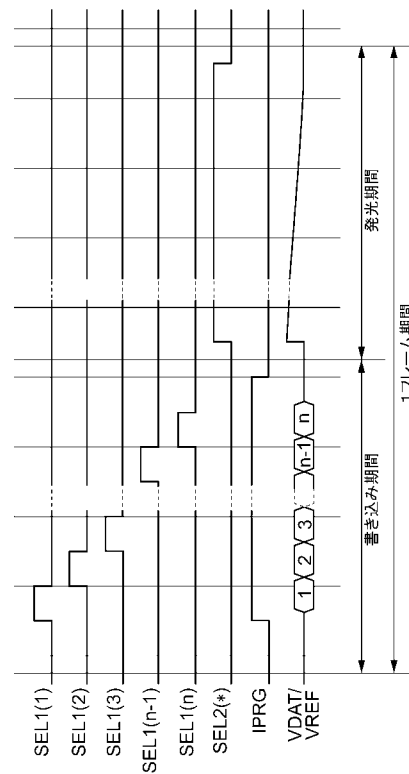 SEL1(1)
SEL1(2)
SEL1(3)
SEL1(n-1)
SEL1(n)
SEL2(*)
IPRG
VDAT/
VREF
1
2
3
n-1
n
書き込み期間
発光期間
1フレーム期間